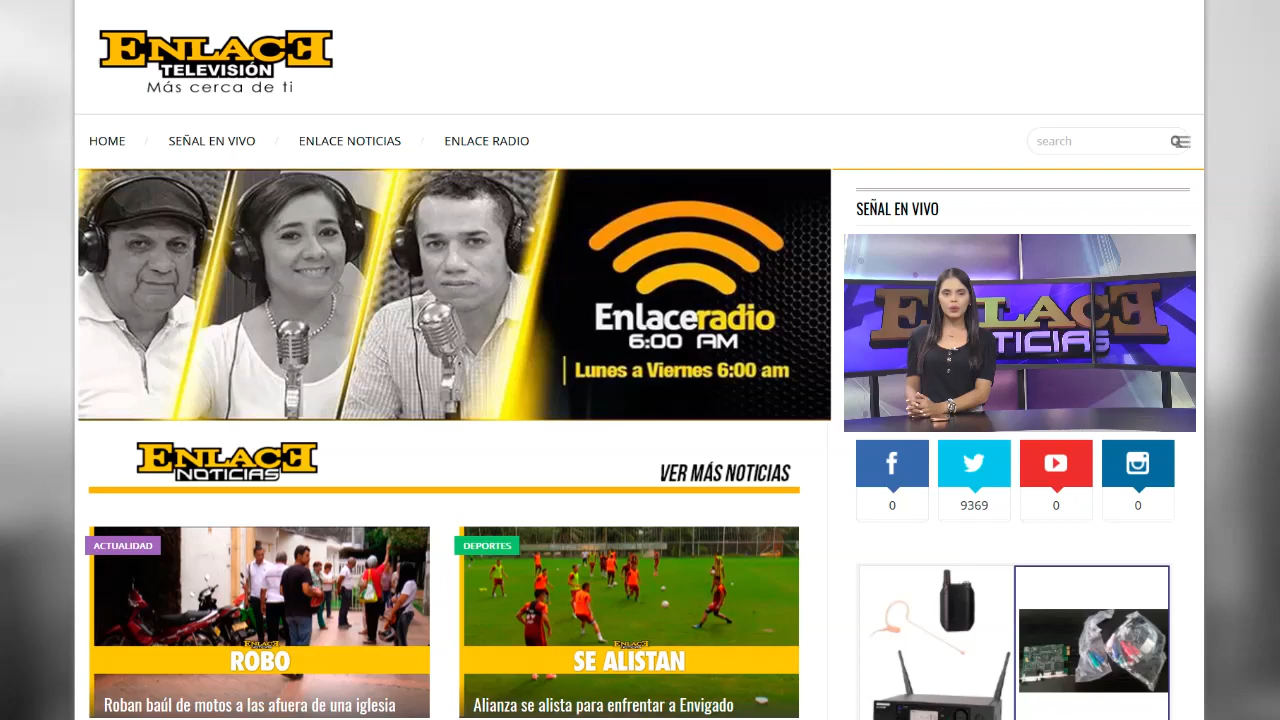 ENLACE
TELEVISIÓN
Más cerca de ti
HOME / SEÑAL EN VIVO / ENLACE NOTICIAS / ENLACE RADIO
search
Enlaceradio
6:00 AM
Lunes a Viernes 6:00 am
SEÑAL EN VIVO
ENLACE
NOTICIAS
0 9369 0 0
ENLACE
NOTICIAS
VER MÁS NOTICIAS
ACTUALIDAD
ENLACE
ROBO
Roban baúl de motos a las afuera de una iglesia
DEPORTES
ENLACE
SE ALISTAN
Alianza se alista para enfrentar a Envigado